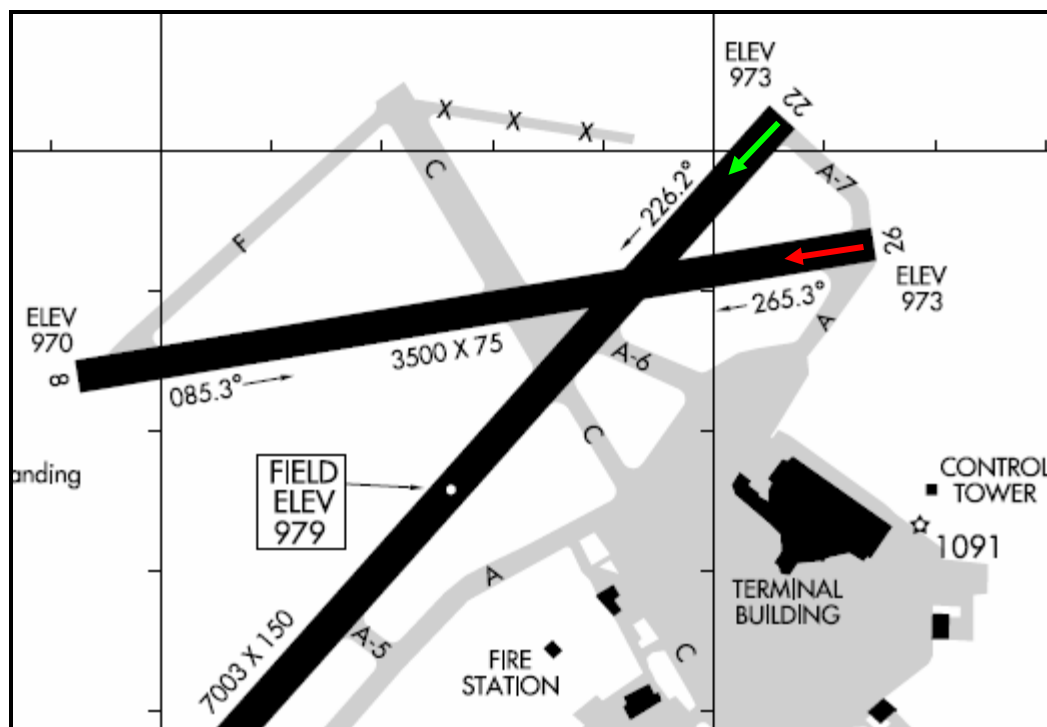 ELEV
973
22
X X X
C
A-7
226.2°
F
26
ELEV
973
265.3°
A
ELEV
970
8
3500 X 75
A-6
085.3°
C
anding
FIELD
ELEV
979
CONTROL
TOWER
1091
A
TERMINAL
BUILDING
7003 X 150
A-5
FIRE
STATION
C